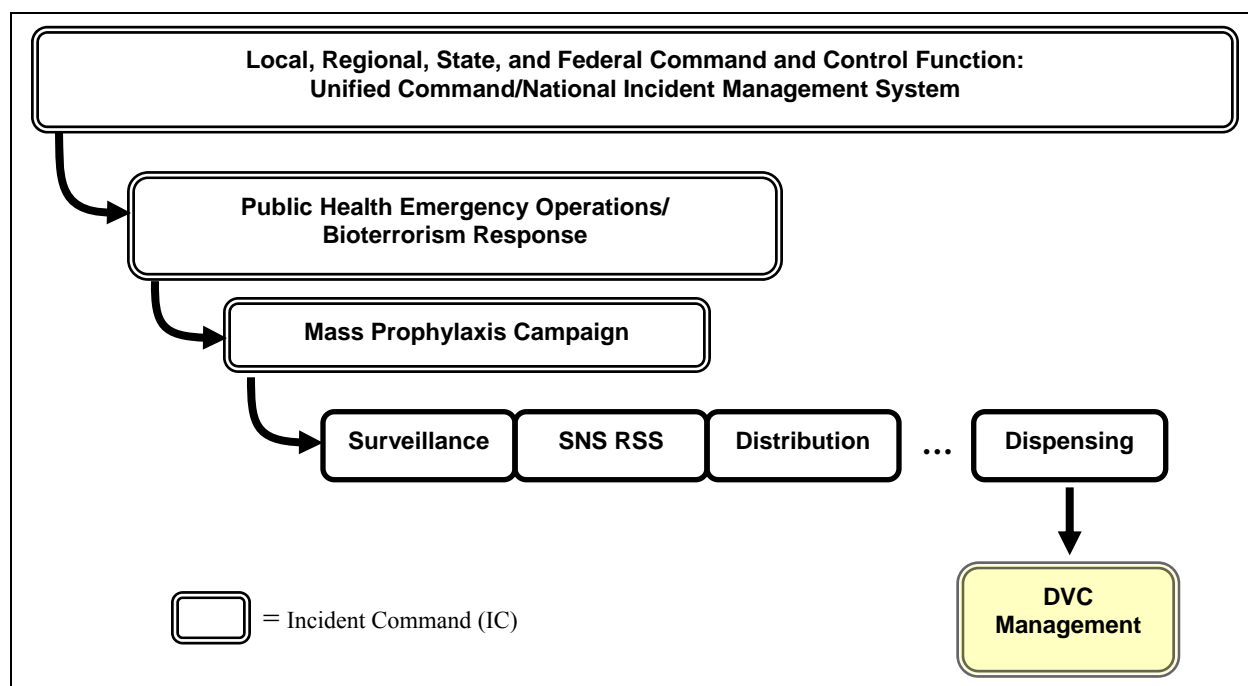 Local, Regional, State, and Federal Command and Control Function:
Unified Command/National Incident Management System
Public Health Emergency Operations/
Bioterrorism Response
Mass Prophylaxis Campaign
Surveillance SNS RSS Distribution ... Dispensing
DVC
Management
= Incident Command (IC)